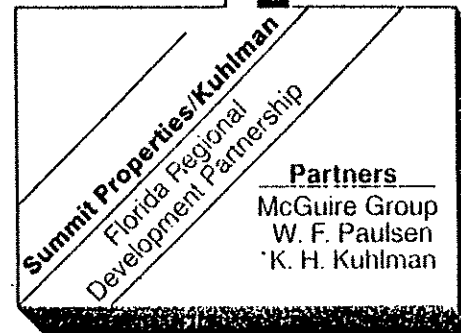 Summit Properties/Kuhlman
Florida Regional
Development Partnership
Partners
McGuire Group
W. F. Paulsen
K. H. Kuhlman